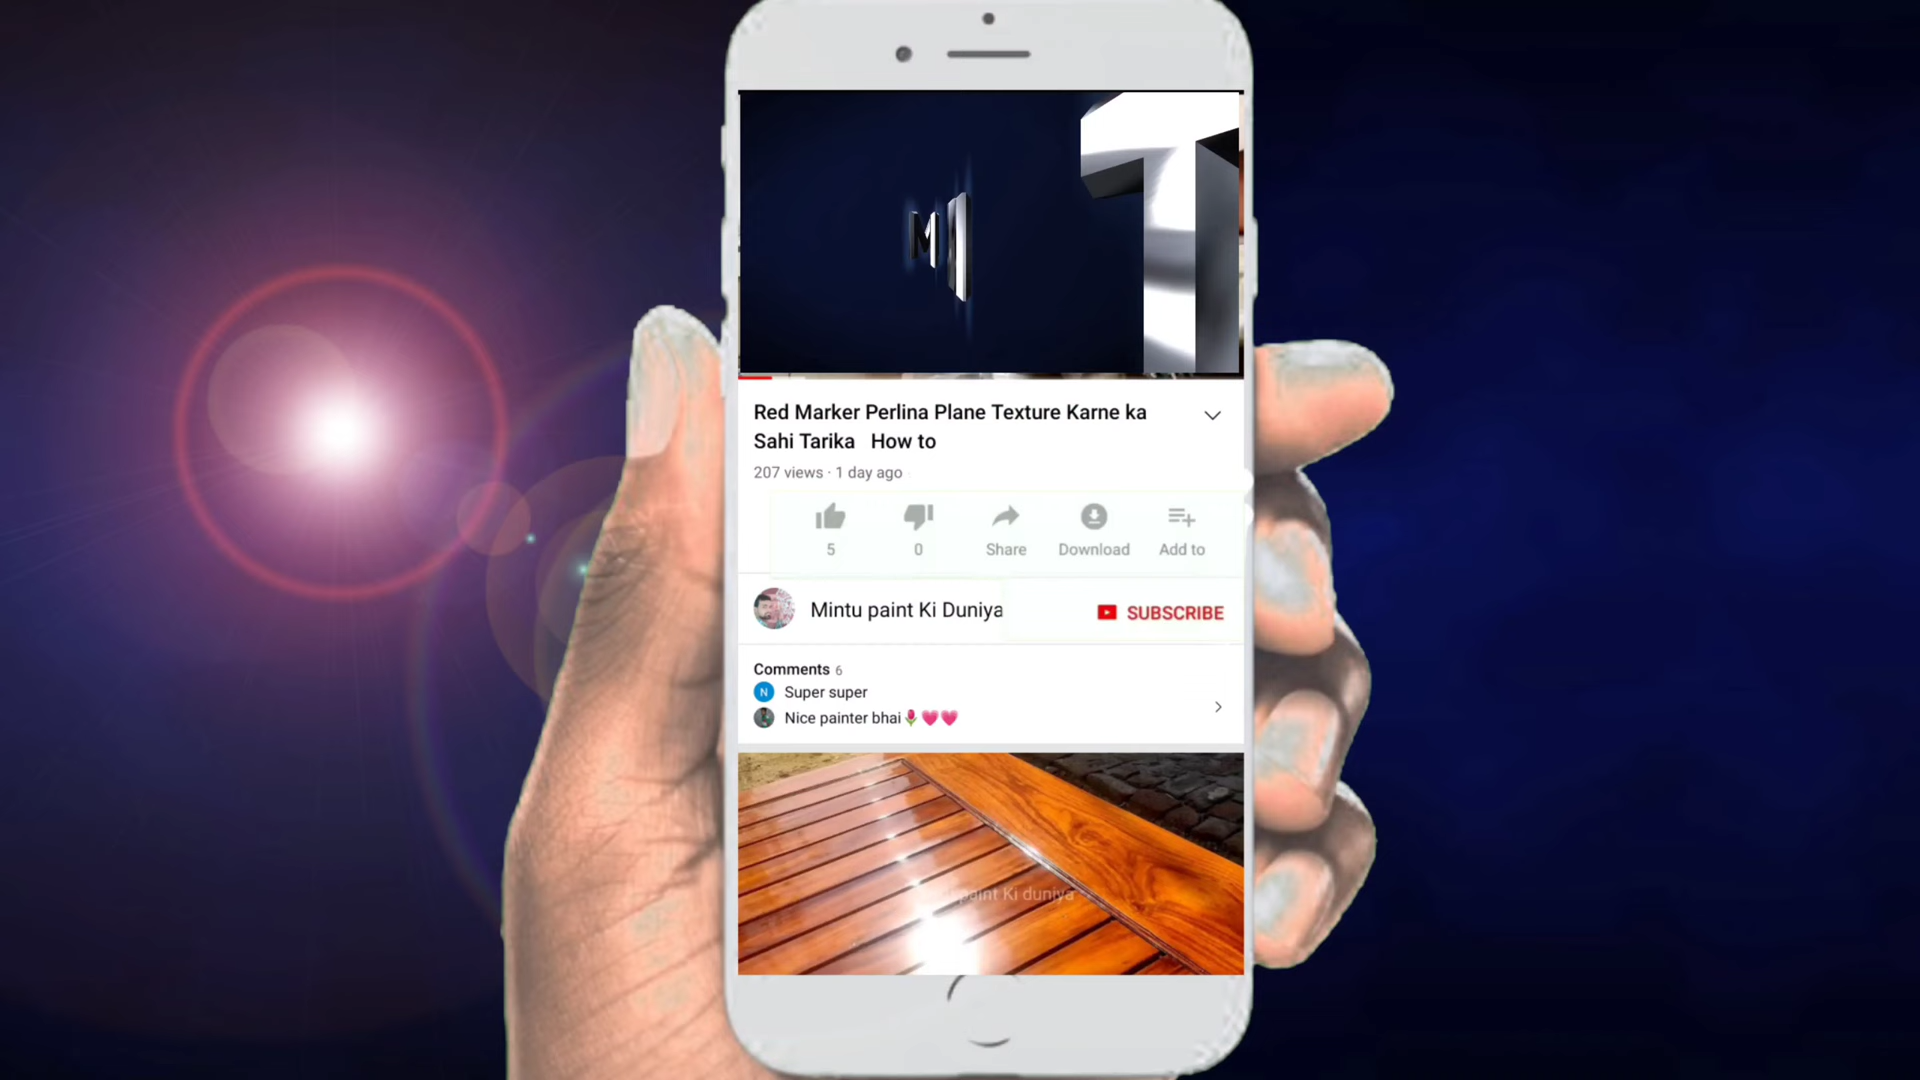 M
T
Red Marker Perlina Plane Texture Karne ka
Sahi Tarika How to
207 views · 1 day ago
5 0 Share Download Add to
Mintu paint Ki Duniya
SUBSCRIBE
Comments 6
N Super super
Nice painter bhai🌷💗💗
paint Ki duniya